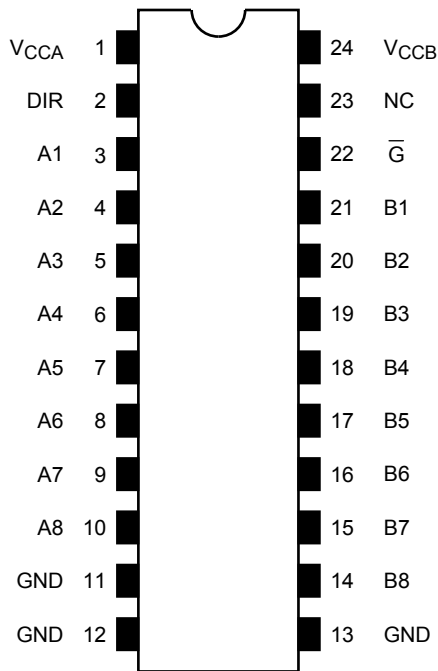 VCCA 1 24 VCCB
DIR 2 23 NC
A1 3 22 G̅
A2 4 21 B1
A3 5 20 B2
A4 6 19 B3
A5 7 18 B4
A6 8 17 B5
A7 9 16 B6
A8 10 15 B7
GND 11 14 B8
GND 12 13 GND